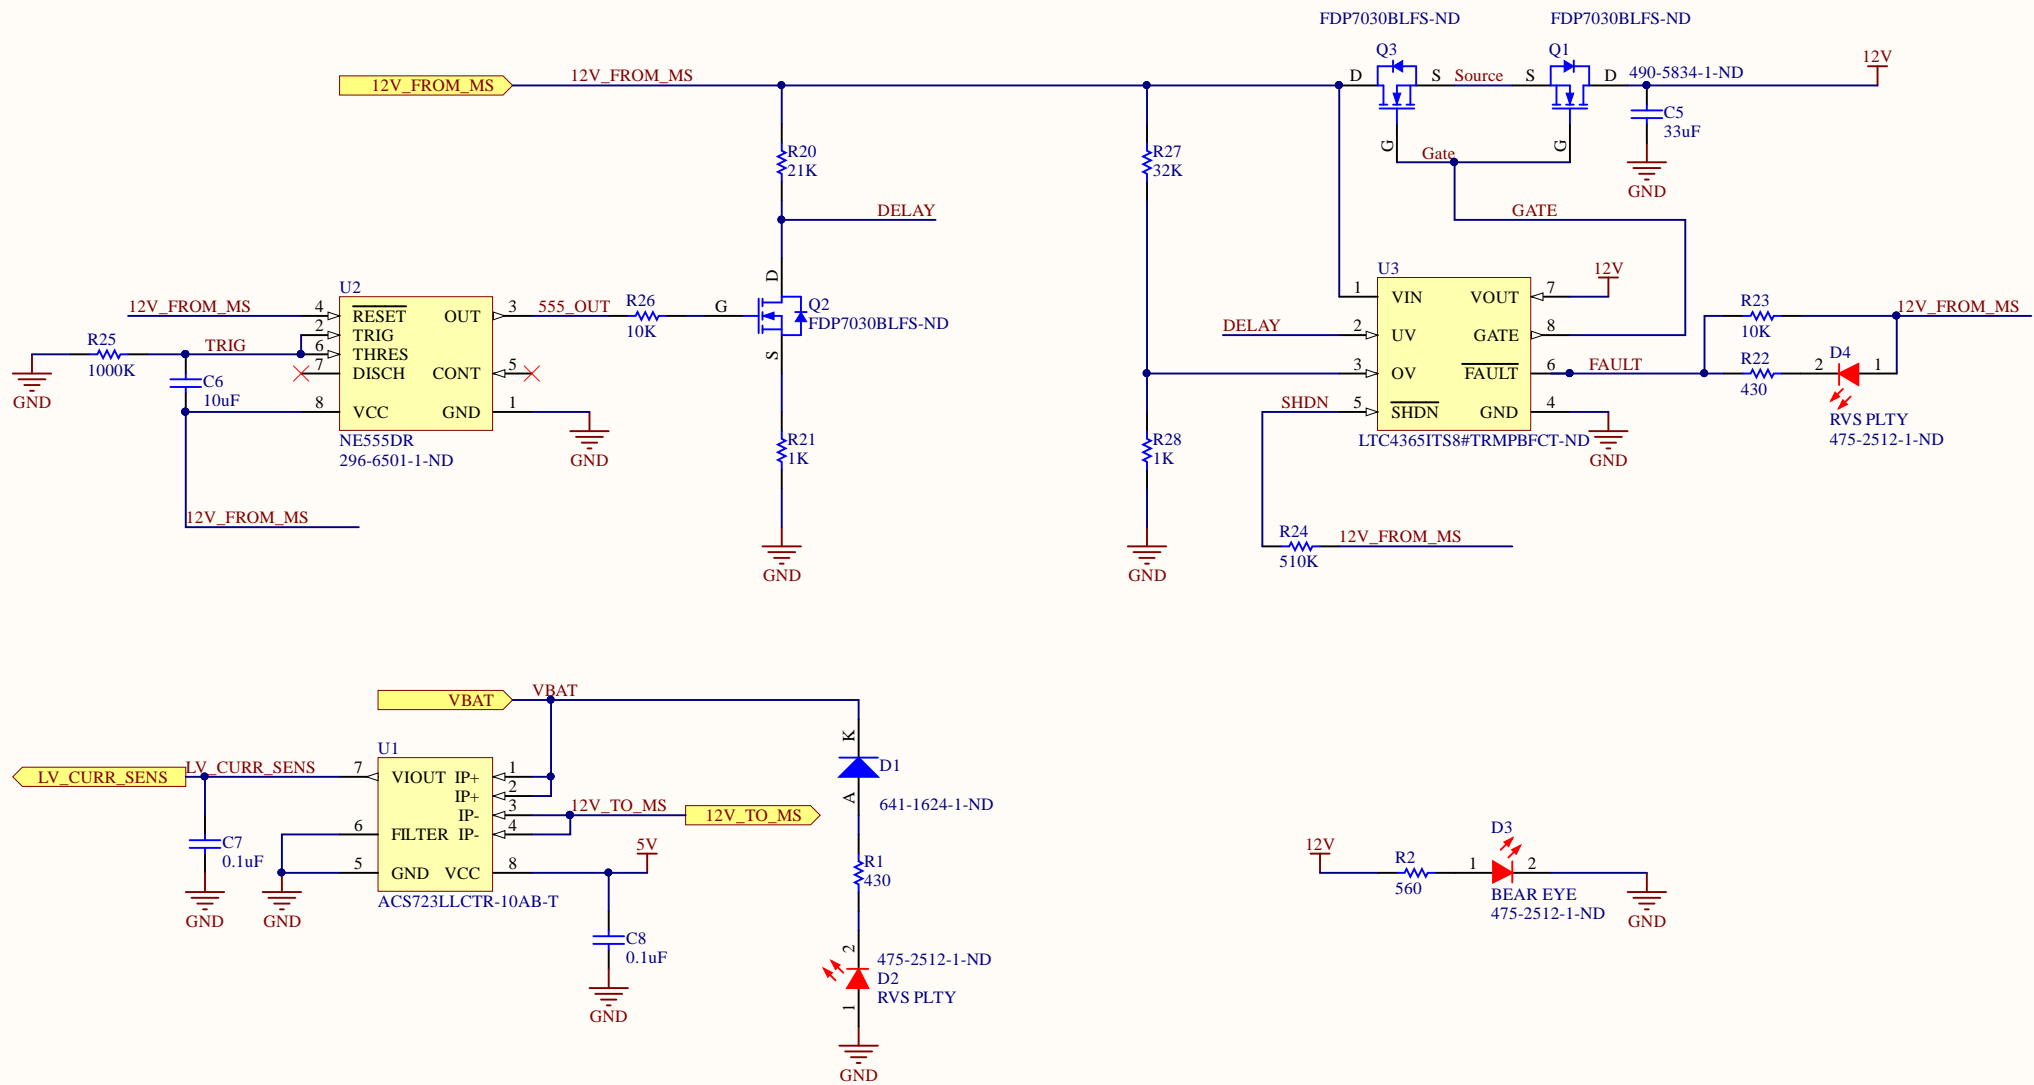 FDP7030BLFS-ND
FDP7030BLFS-ND
Q3
Q1
12V
12V_FROM_MS
12V_FROM_MS
D
S
Source
S
D
490-5834-1-ND
C5
33uF
G
Gate
G
GND
R20
21K
R27
32K
DELAY
GATE
D
U2
12V_FROM_MS
4
RESET
OUT
3
555_OUT
R26
10K
G
Q2
FDP7030BLFS-ND
2
TRIG
R25
1000K
TRIG
6
THRES
S
7
DISCH
CONT
5
GND
C6
10uF
8
VCC
GND
1
NE555DR
296-6501-1-ND
GND
R21
1K
R28
1K
12V_FROM_MS
GND
GND
U3
12V
1
VIN
VOUT
7
DELAY
2
UV
GATE
8
R23
10K
12V_FROM_MS
3
OV
FAULT
6
FAULT
R22
430
2
D4
1
SHDN
5
SHDN
GND
4
RVS PLTY
475-2512-1-ND
LTC4365ITS8#TRMPBFCT-ND
GND
R24
510K
12V_FROM_MS
VBAT
VBAT
U1
K
D1
A
641-1624-1-ND
LV_CURR_SENS
LV_CURR_SENS
7
VIOUT
IP+
1
IP+
2
IP-
3
12V_TO_MS
12V_TO_MS
6
FILTER
IP-
4
C7
0.1uF
5
GND
VCC
8
5V
ACS723LLCTR-10AB-T
GND
GND
R1
430
C8
0.1uF
GND
2
475-2512-1-ND
D2
RVS PLTY
1
GND
12V
R2
560
1
D3
2
BEAR EYE
475-2512-1-ND
GND